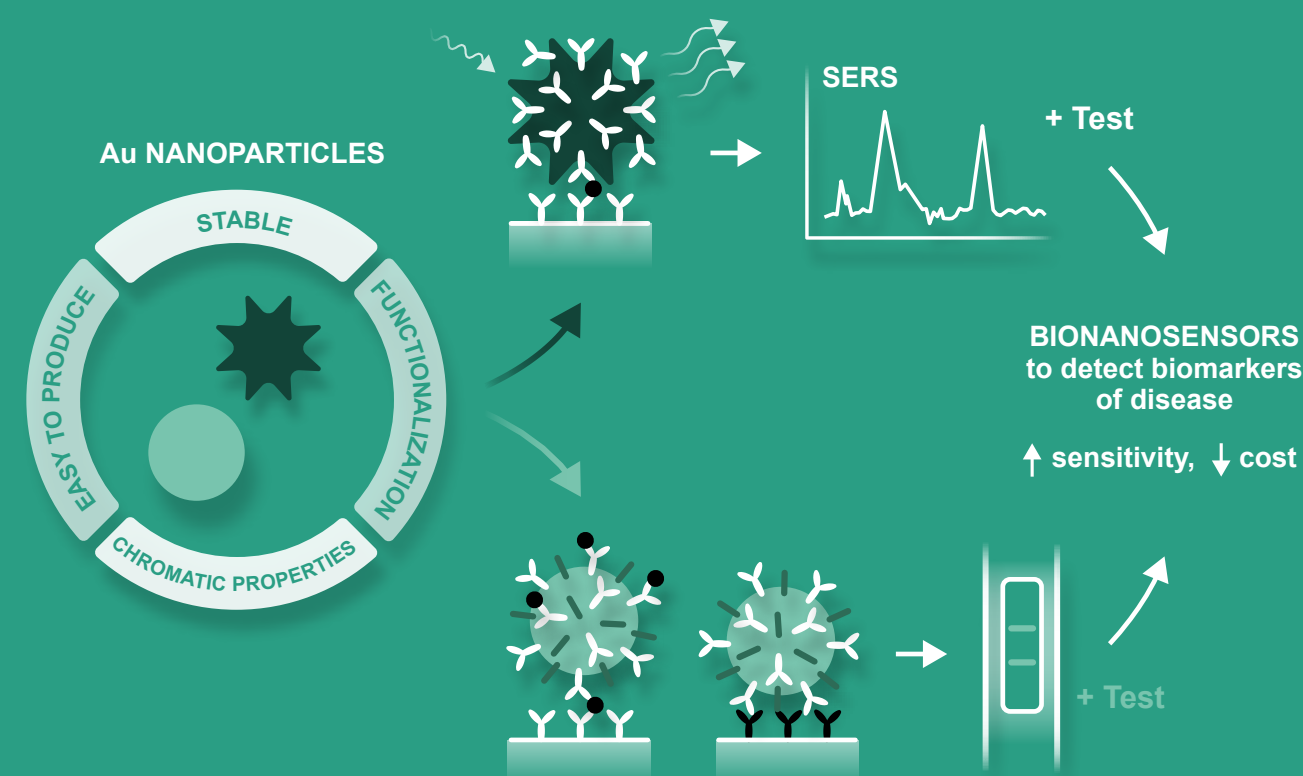 Au NANOPARTICLES
STABLE
FUNCTIONALIZATION
EASY TO PRODUCE
CHROMATIC PROPERTIES
SERS
+ Test
BIONANOSENSORS
to detect biomarkers
of disease
↑ sensitivity, ↓ cost
+ Test